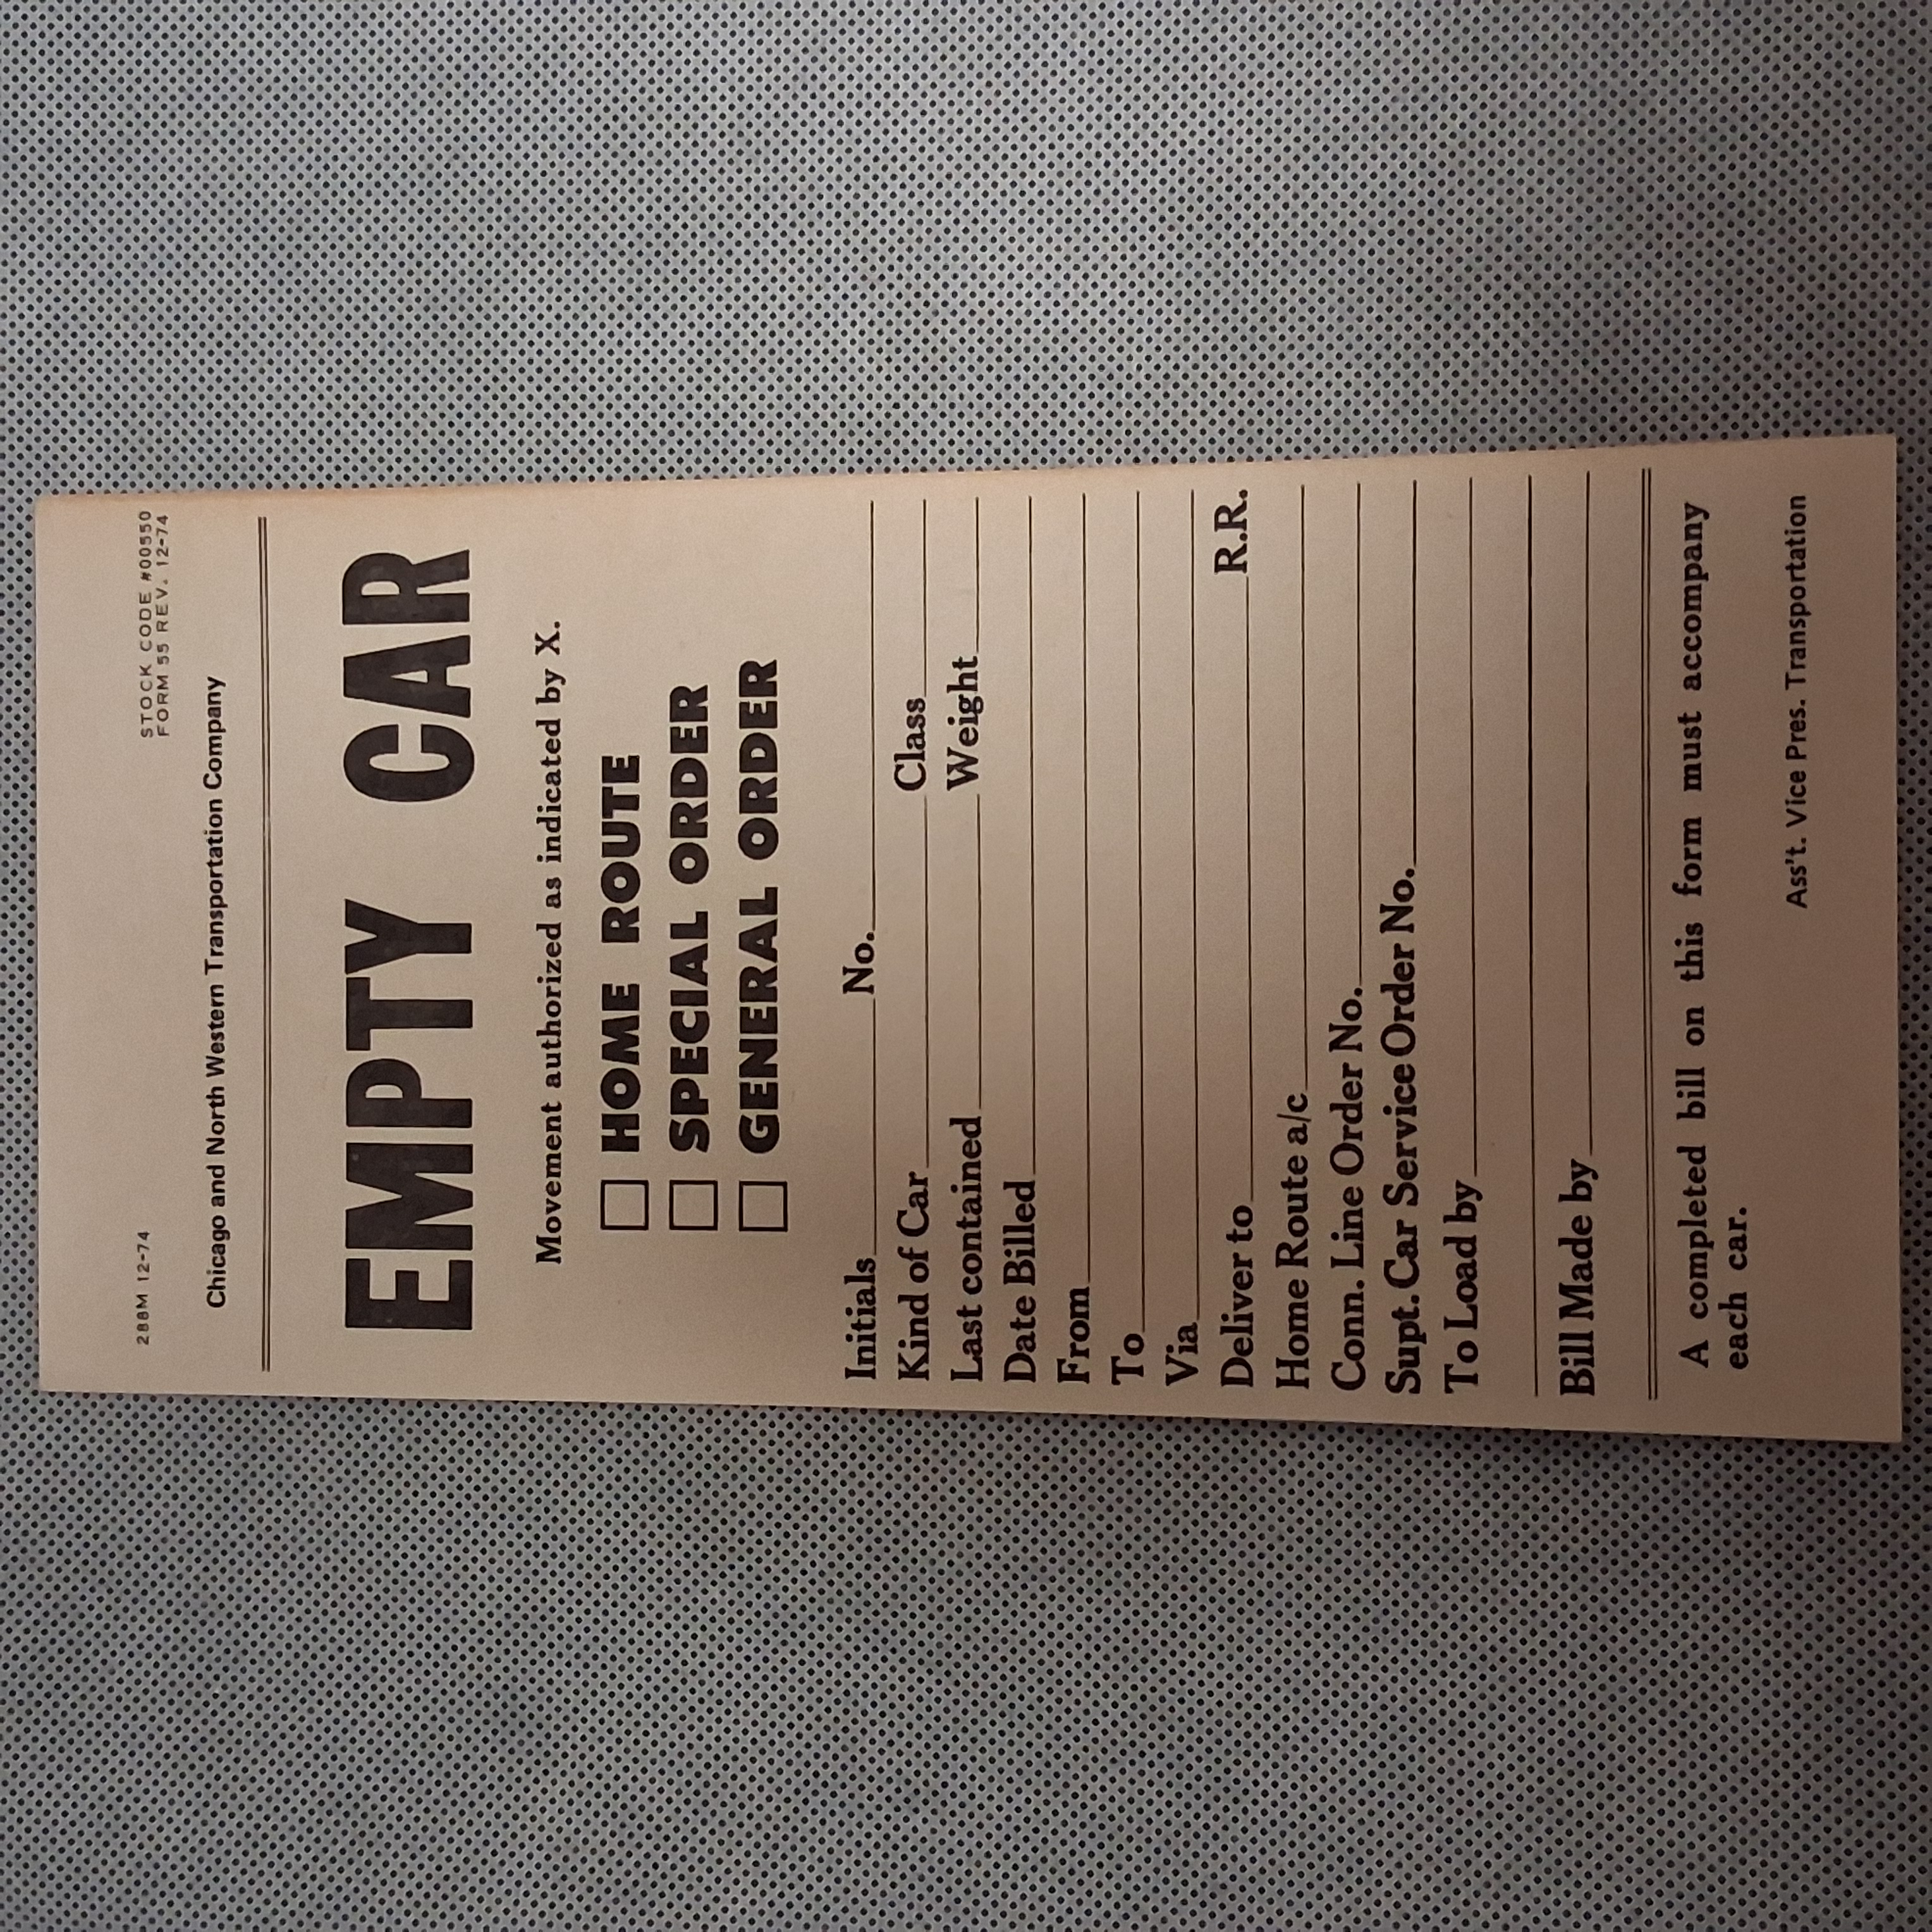 288M 12-74
STOCK CODE #00550
FORM 55 REV. 12-74
Chicago and North Western Transportation Company
EMPTY CAR
Movement authorized as indicated by X.
HOME ROUTE
SPECIAL ORDER
GENERAL ORDER
Initials No.
Kind of Car Class
Last contained Weight
Date Billed
From
To
Via
Deliver to R.R.
Home Route a/c
Conn. Line Order No.
Supt. Car Service Order No.
To Load by
Bill Made by
A completed bill on this form must accompany
each car.
Ass't. Vice Pres. Transportation